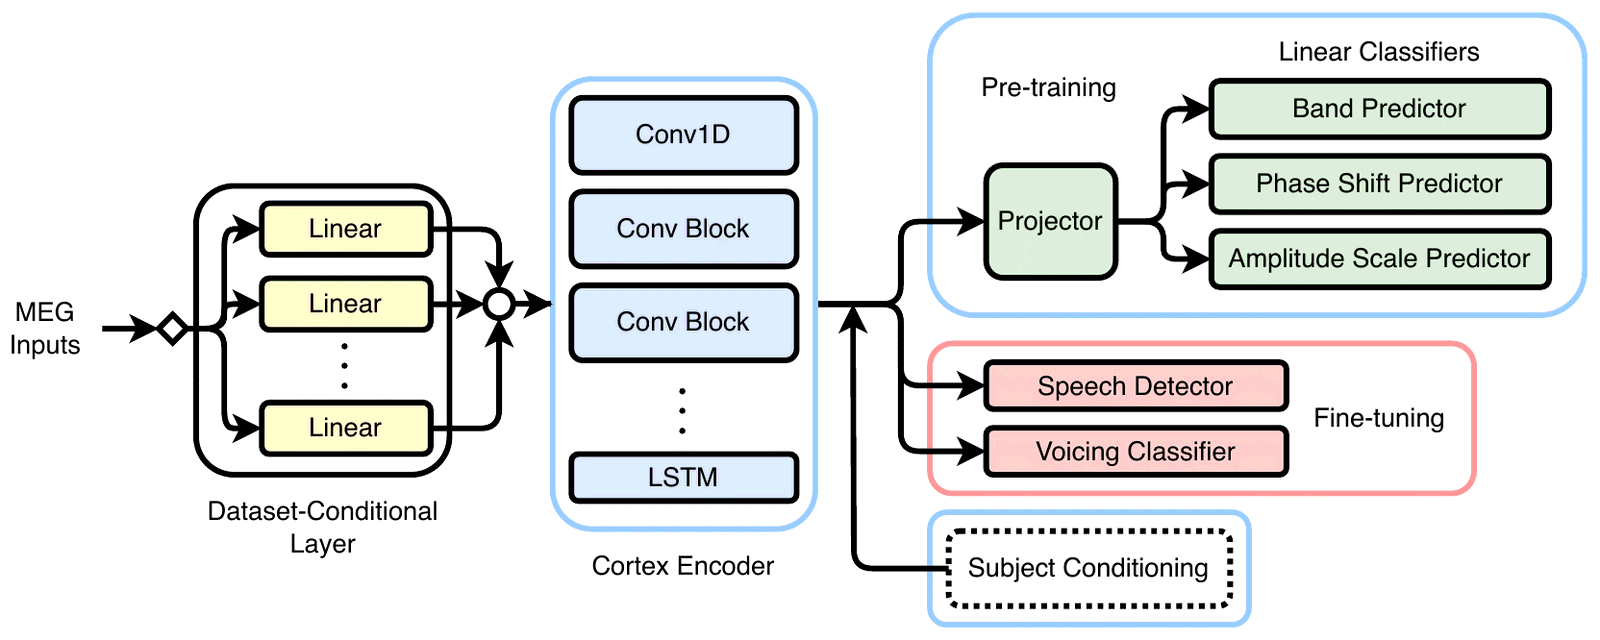 MEG
Inputs
Linear
Linear
Linear
Dataset-Conditional
Layer
Conv1D
Conv Block
Conv Block
LSTM
Cortex Encoder
Pre-training
Linear Classifiers
Projector
Band Predictor
Phase Shift Predictor
Amplitude Scale Predictor
Speech Detector
Voicing Classifier
Fine-tuning
Subject Conditioning